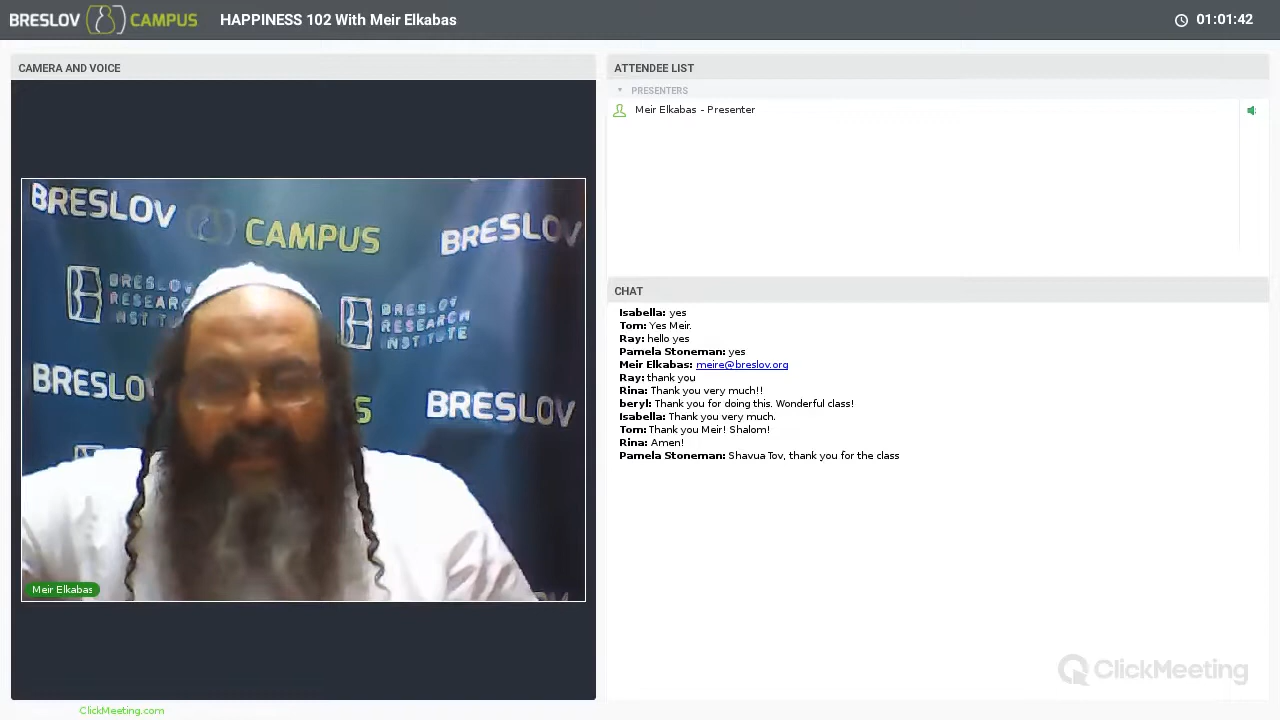 BRESLOV CAMPUS HAPPINESS 102 With Meir Elkabas 01:01:42
CAMERA AND VOICE
BRESLOV CAMPUS BRESLOV
BRESLOV
RESEARCH
INSTITUTE
BRESLOV
RESEARCH
INSTITUTE
BRESLOV
BRESLOV
Meir Elkabas
ClickMeeting.com
ATTENDEE LIST
PRESENTERS
Meir Elkabas - Presenter
CHAT
Isabella: yes
Tom: Yes Meir.
Ray: hello yes
Pamela Stoneman: yes
Meir Elkabas: meire@breslov.org
Ray: thank you
Rina: Thank you very much!!
beryl: Thank you for doing this. Wonderful class!
Isabella: Thank you very much.
Tom: Thank you Meir! Shalom!
Rina: Amen!
Pamela Stoneman: Shavua Tov, thank you for the class
ClickMeeting